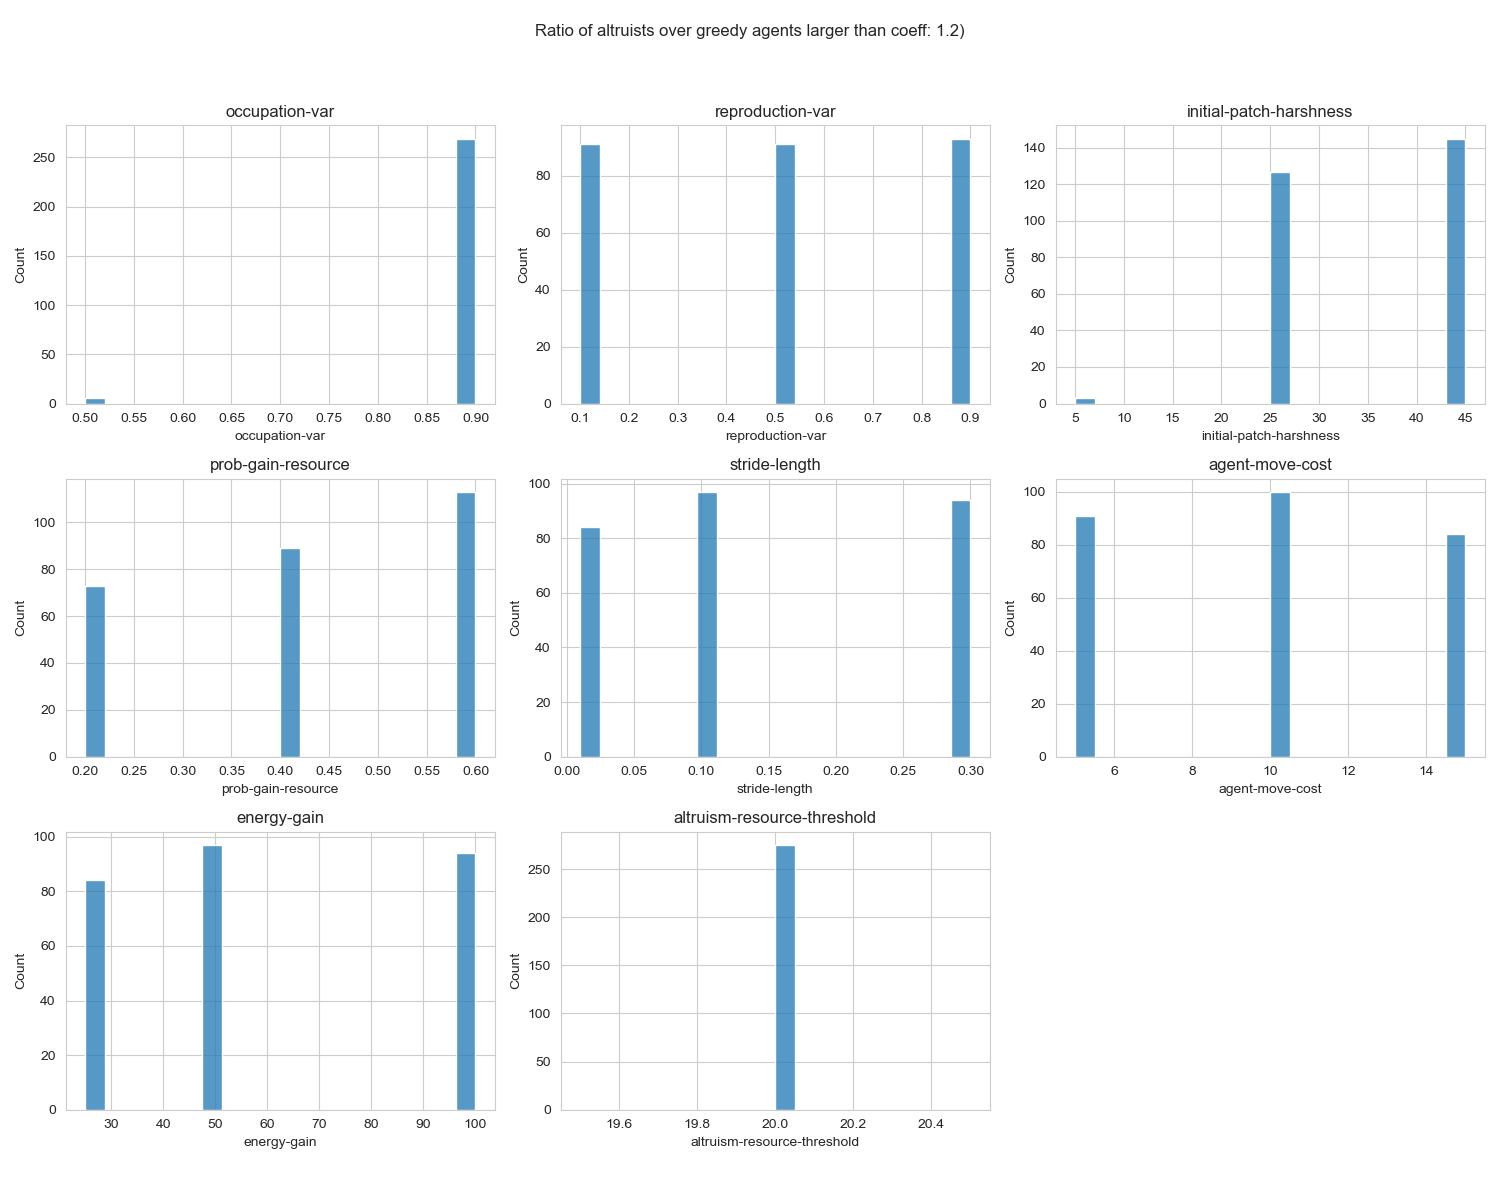 Ratio of altruists over greedy agents larger than coeff: 1.2)
occupation-var
Count
250
200
150
100
50
0
0.50 0.55 0.60 0.65 0.70 0.75 0.80 0.85 0.90
occupation-var
reproduction-var
Count
80
60
40
20
0
0.1 0.2 0.3 0.4 0.5 0.6 0.7 0.8 0.9
reproduction-var
initial-patch-harshness
Count
140
120
100
80
60
40
20
0
5 10 15 20 25 30 35 40 45
initial-patch-harshness
prob-gain-resource
Count
100
80
60
40
20
0
0.20 0.25 0.30 0.35 0.40 0.45 0.50 0.55 0.60
prob-gain-resource
stride-length
Count
100
80
60
40
20
0
0.00 0.05 0.10 0.15 0.20 0.25 0.30
stride-length
agent-move-cost
Count
100
80
60
40
20
0
6 8 10 12 14
agent-move-cost
energy-gain
Count
100
80
60
40
20
0
30 40 50 60 70 80 90 100
energy-gain
altruism-resource-threshold
Count
250
200
150
100
50
0
19.6 19.8 20.0 20.2 20.4
altruism-resource-threshold